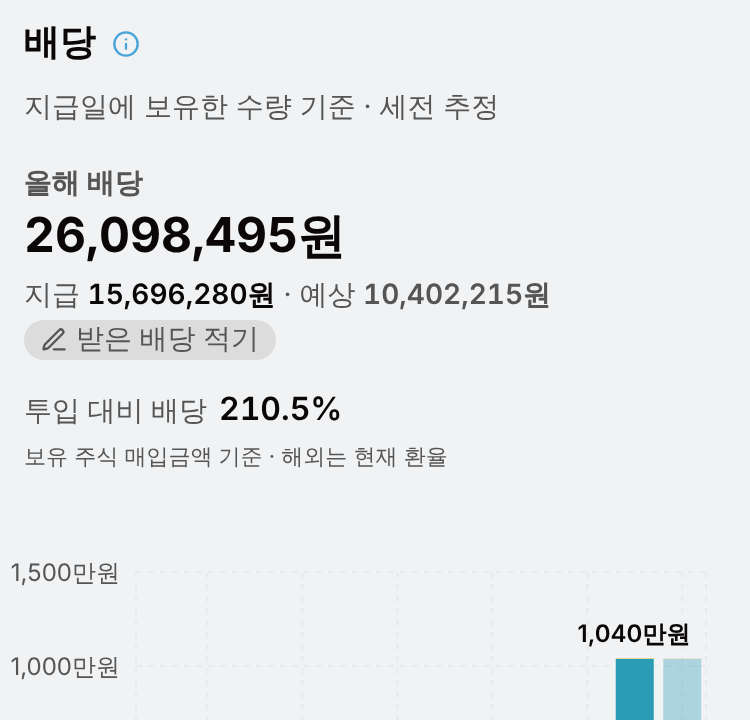 배당
지급일에 보유한 수량 기준 · 세전 추정
올해 배당
26,098,495원
지급 15,696,280원 · 예상 10,402,215원
받은 배당 적기
투입 대비 배당 210.5%
보유 주식 매입금액 기준 · 해외는 현재 환율
1,500만원
1,040만원
1,000만원